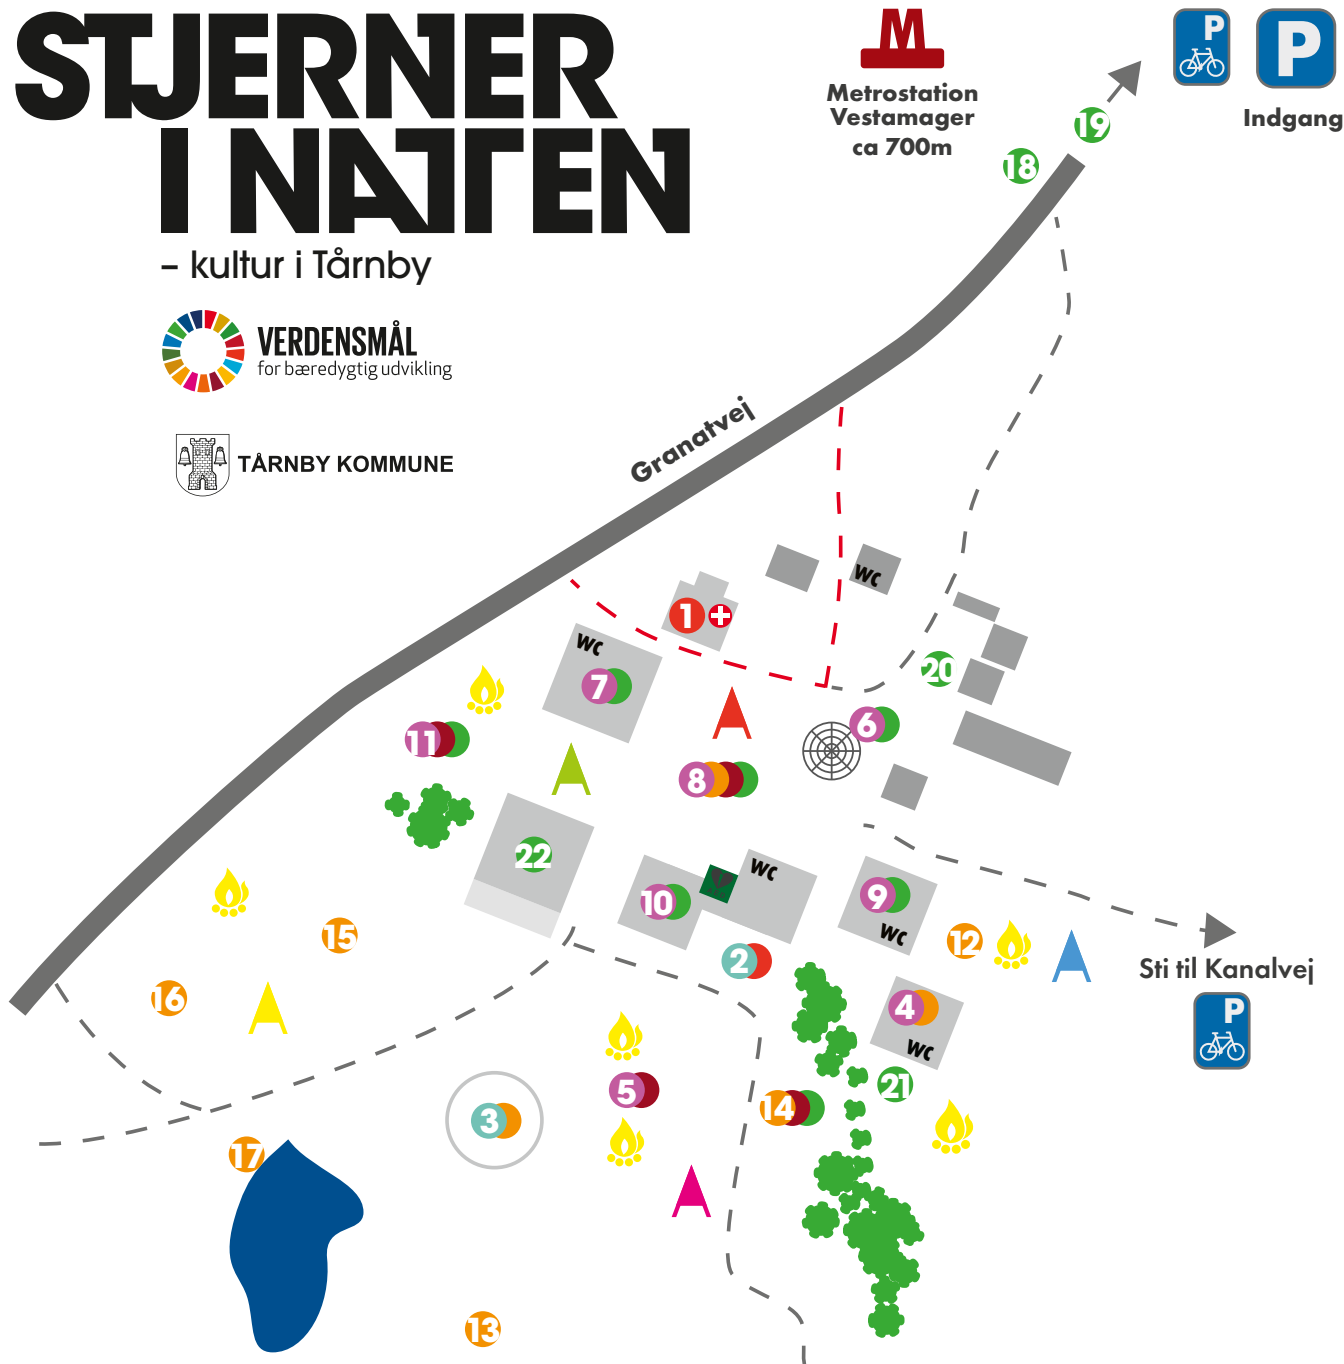 STJERNER
I NATTEN
– kultur i Tårnby
VERDENSMÅL
for bæredygtig udvikling
TÅRNBY KOMMUNE
M
Metrostation
Vestamager
ca 700m
P
P
Indgang
19
18
Granatvej
WC
1
WC
7
20
6
11
8
22
WC
10
9
WC
12
15
2
Sti til Kanalvej
P
16
4
WC
21
5
14
3
17
13